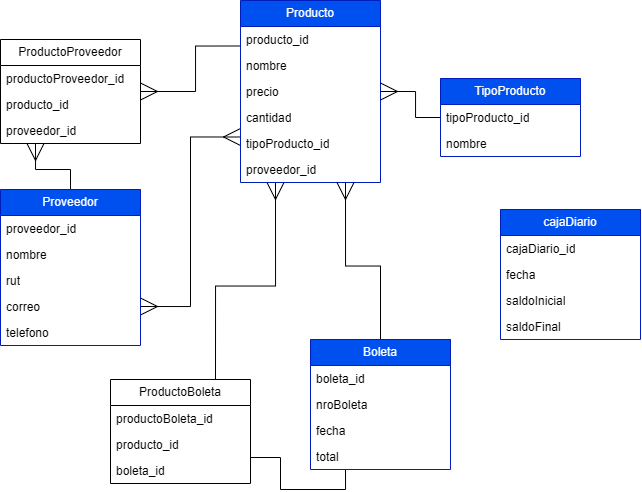 Producto
producto_id
nombre
precio
cantidad
tipoProducto_id
proveedor_id
ProductoProveedor
productoProveedor_id
producto_id
proveedor_id
TipoProducto
tipoProducto_id
nombre
Proveedor
proveedor_id
nombre
rut
correo
telefono
cajaDiario
cajaDiario_id
fecha
saldoInicial
saldoFinal
Boleta
boleta_id
nroBoleta
fecha
total
ProductoBoleta
productoBoleta_id
producto_id
boleta_id